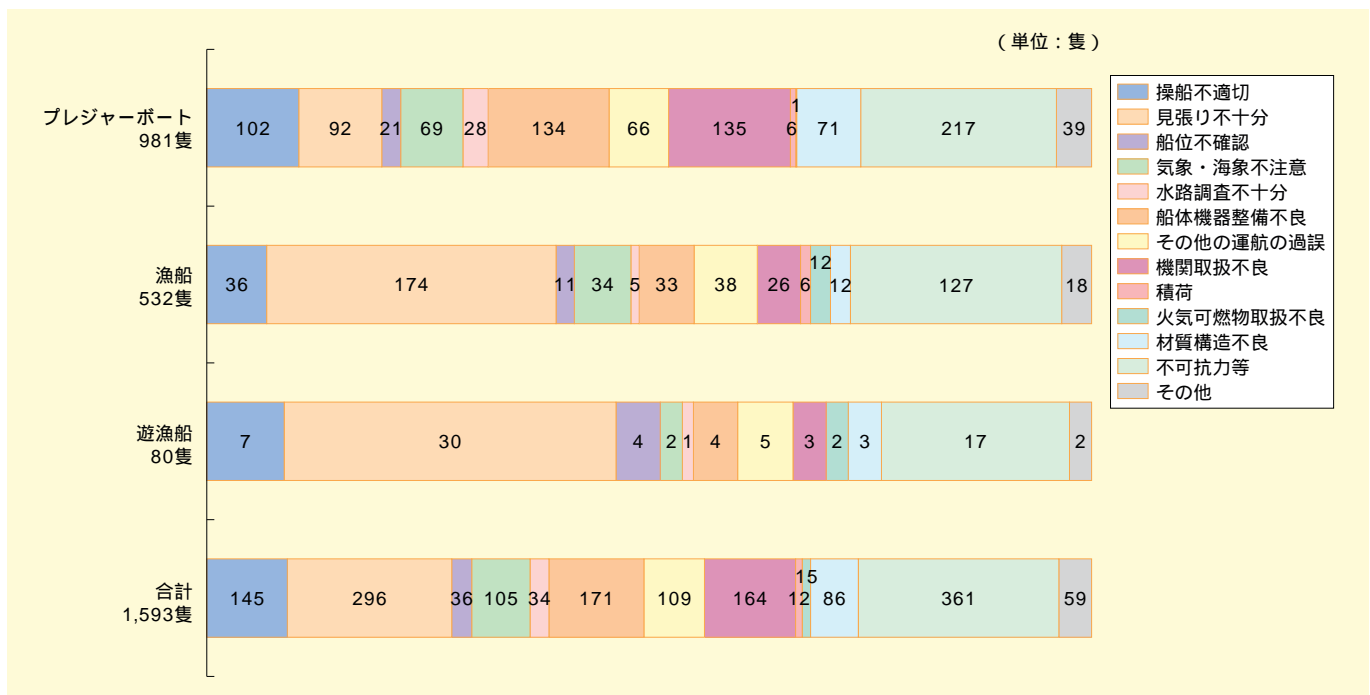 （単位：隻）
プレジャーボート
981隻
102 92 21 69 28 134 66 135 6 1 71 217 39
漁船
532隻
36 174 11 34 5 33 38 26 6 12 12 127 18
遊漁船
80隻
7 30 4 2 1 4 5 3 2 3 17 2
合計
1,593隻
145 296 36 105 34 171 109 164 12 15 86 361 59
操船不適切
見張り不十分
船位不確認
気象・海象不注意
水路調査不十分
船体機器整備不良
その他の運航の過誤
機関取扱不良
積荷
火気可燃物取扱不良
材質構造不良
不可抗力等
その他